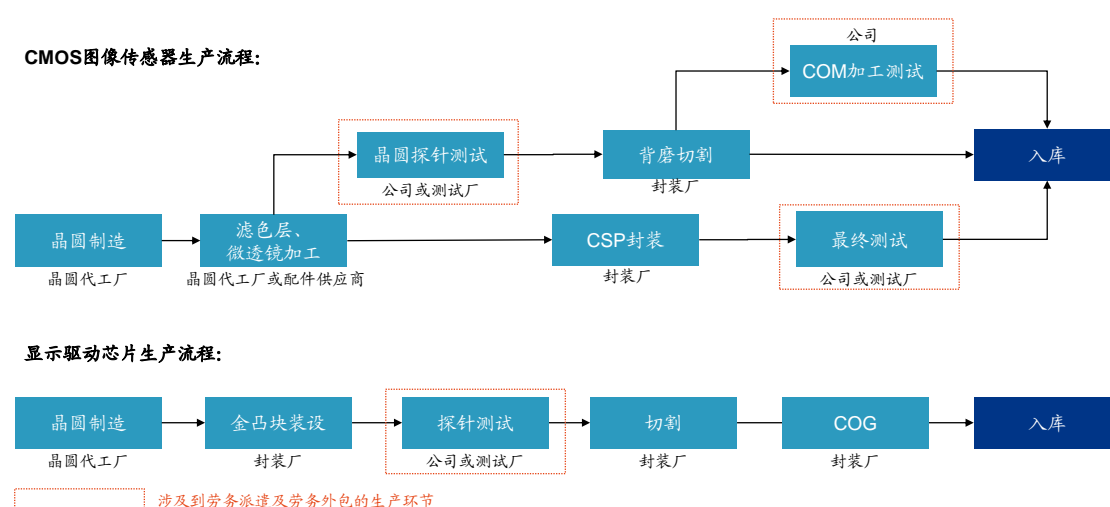 CMOS图像传感器生产流程：
公司
COM加工测试
晶圆探针测试
公司或测试厂
背磨切割
封装厂
入库
晶圆制造
晶圆代工厂
滤色层、
微透镜加工
晶圆代工厂或配件供应商
CSP封装
封装厂
最终测试
公司或测试厂
显示驱动芯片生产流程：
晶圆制造
晶圆代工厂
金凸块装设
封装厂
探针测试
公司或测试厂
切割
封装厂
COG
封装厂
入库
涉及到劳务派遣及劳务外包的生产环节